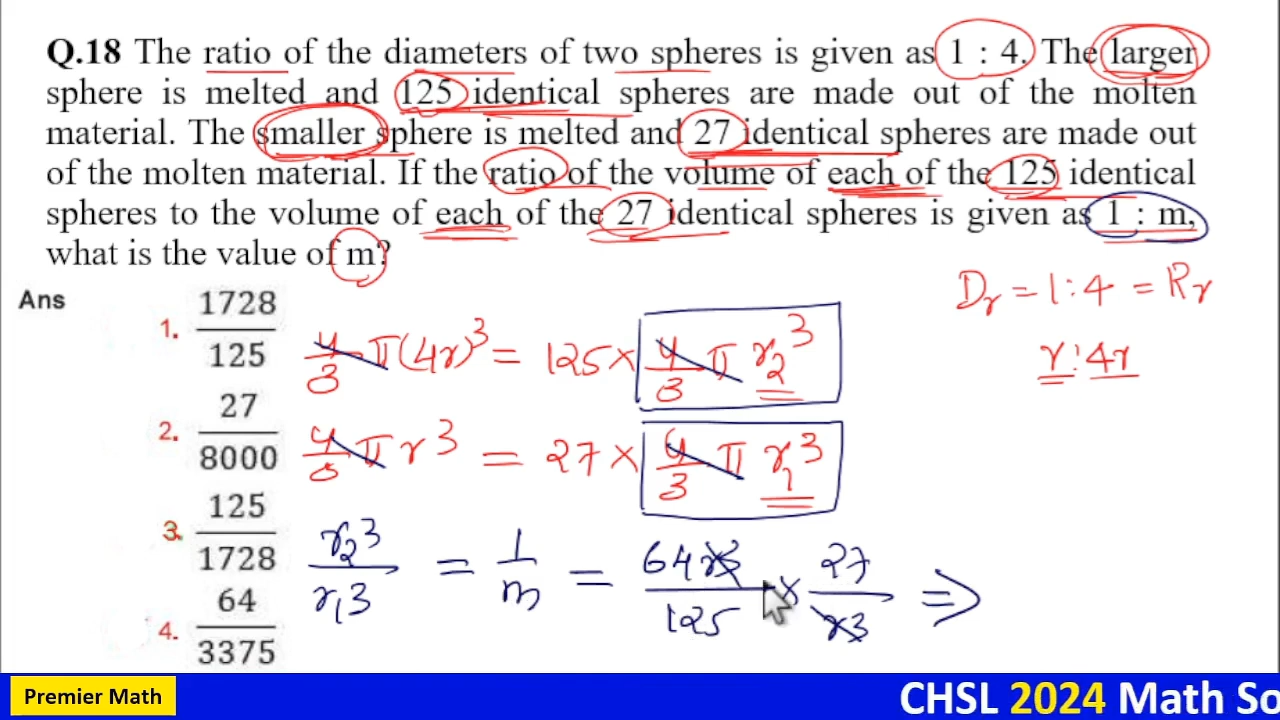 Q.18 The ratio of the diameters of two spheres is given as 1 : 4. The larger
sphere is melted and 125 identical spheres are made out of the molten
material. The smaller sphere is melted and 27 identical spheres are made out
of the molten material. If the ratio of the volume of each of the 125 identical
spheres to the volume of each of the 27 identical spheres is given as 1 : m,
what is the value of m?
Dr = 1:4 = Rr
r:4r
Ans
1. 1728/125
2. 27/8000
3. 125/1728
4. 64/3375
4/3 π(4r)³ = 125 × 4/3 π r₂³
4/3 π r³ = 27 × 4/3 π r₁³
r₂³/r₁³ = 1/m = 64r³/125 × 27/r³ ⇒
Premier Math
CHSL 2024 Math So